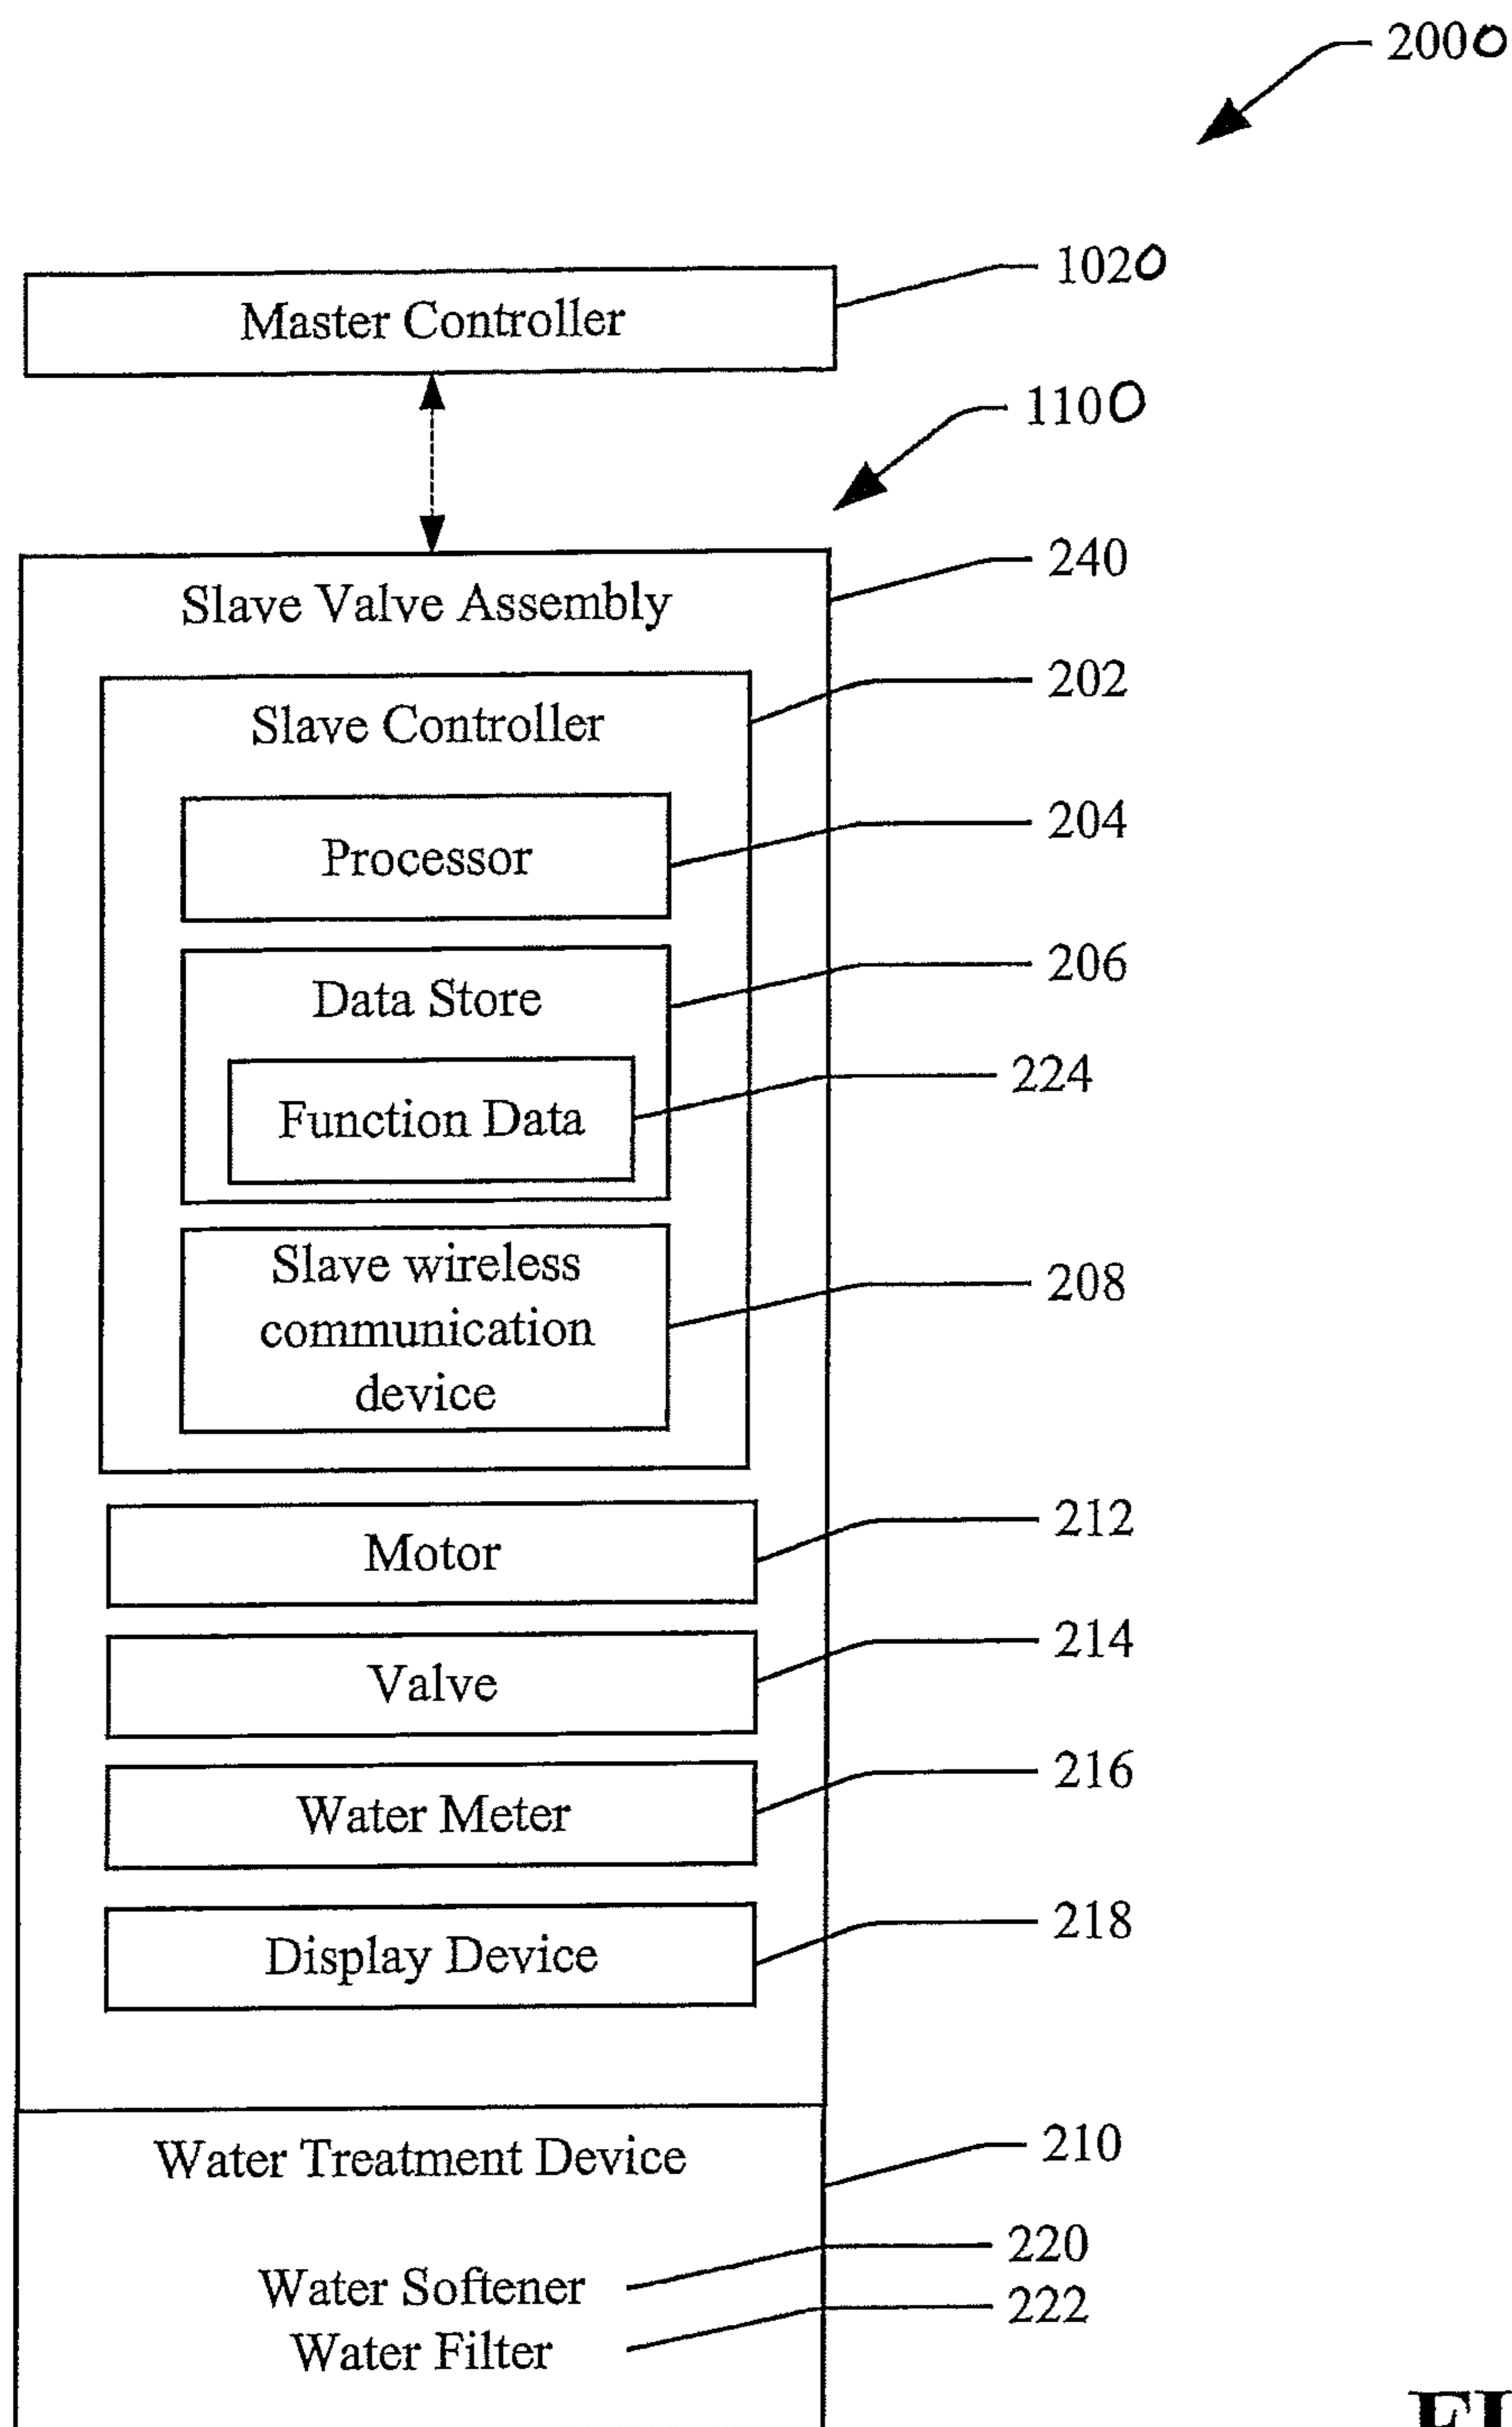 2000
Master Controller
1020
1100
Slave Valve Assembly
240
Slave Controller
202
Processor
204
Data Store
206
Function Data
224
Slave wireless
communication
device
208
Motor
212
Valve
214
Water Meter
216
Display Device
218
Water Treatment Device
210
Water Softener
220
Water Filter
222